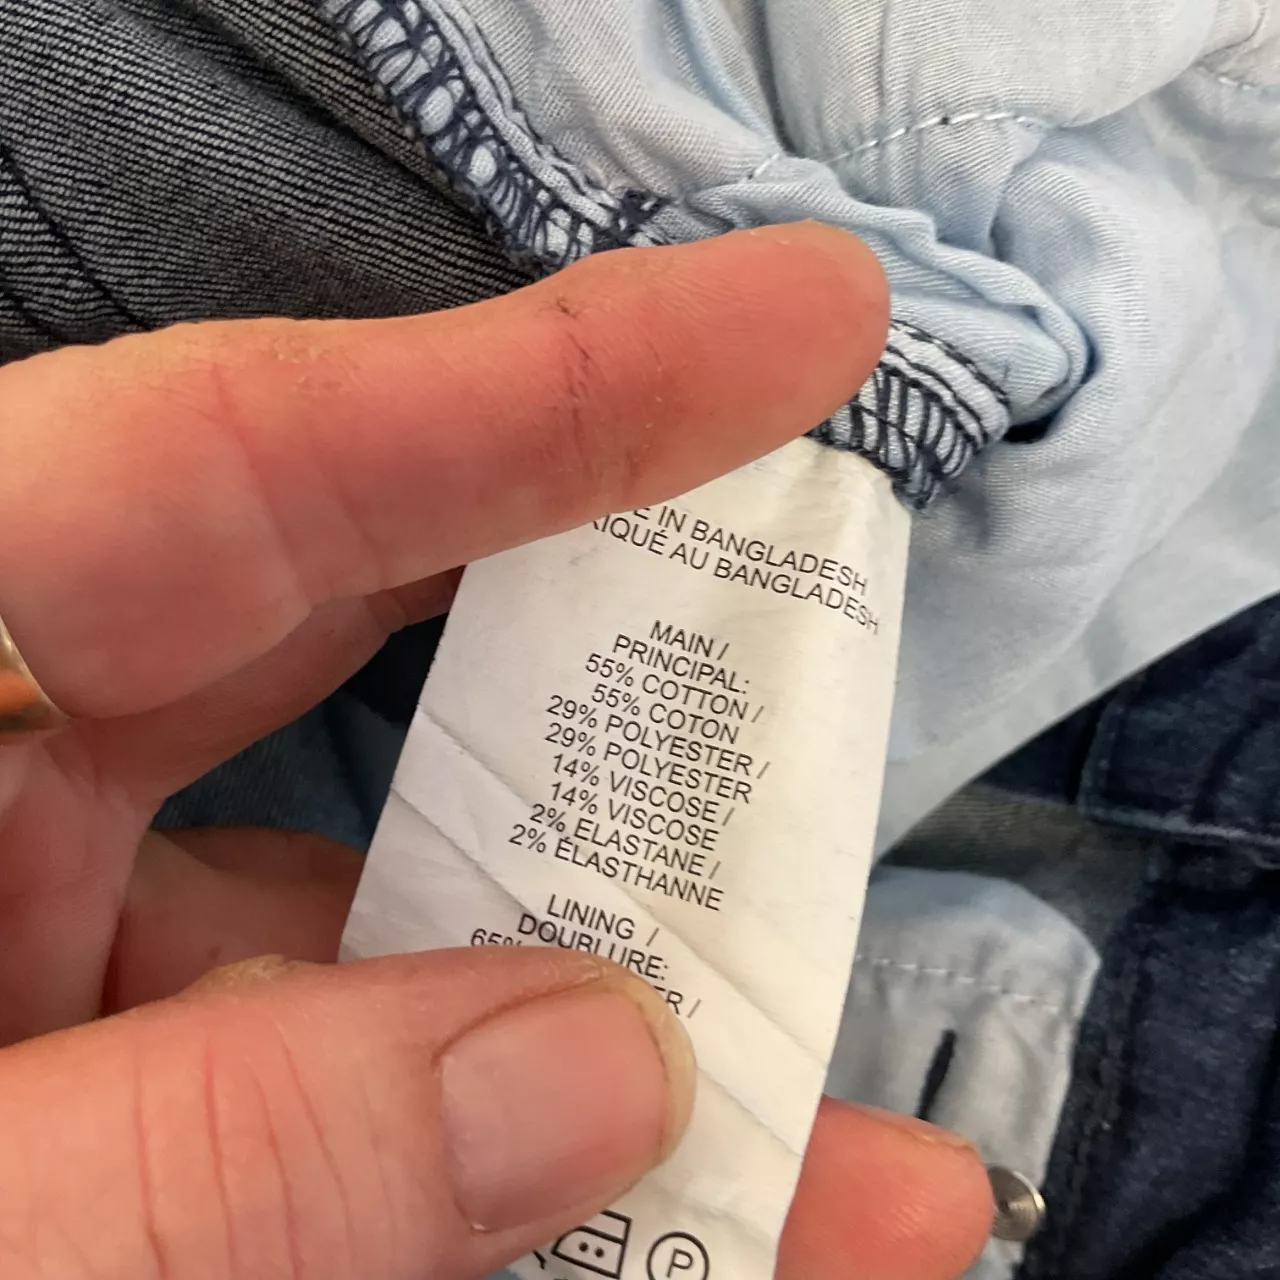 IN BANGLADESH
AU BANGLADESH
MAIN /
PRINCIPAL:
55% COTTON /
55% COTON
29% POLYESTER /
29% POLYESTER
14% VISCOSE /
14% VISCOSE
2% ELASTANE /
2% ÉLASTHANNE
LINING /
DOUBLURE:
65%
P